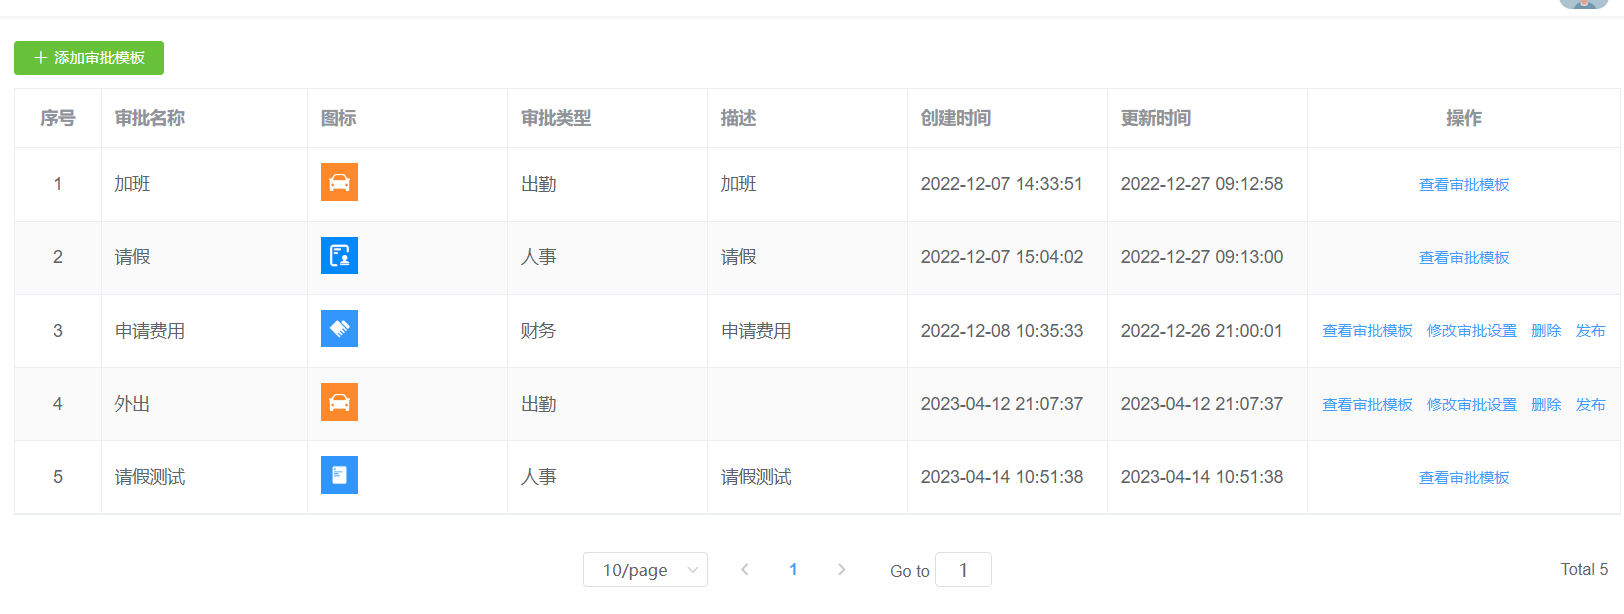 添加审批模板
序号 审批名称 图标 审批类型 描述 创建时间 更新时间 操作
1 加班 出勤 加班 2022-12-07 14:33:51 2022-12-27 09:12:58 查看审批模板
2 请假 人事 请假 2022-12-07 15:04:02 2022-12-27 09:13:00 查看审批模板
3 申请费用 财务 申请费用 2022-12-08 10:35:33 2022-12-26 21:00:01 查看审批模板 修改审批设置 删除 发布
4 外出 出勤 2023-04-12 21:07:37 2023-04-12 21:07:37 查看审批模板 修改审批设置 删除 发布
5 请假测试 人事 请假测试 2023-04-14 10:51:38 2023-04-14 10:51:38 查看审批模板
10/page 1 Go to 1 Total 5